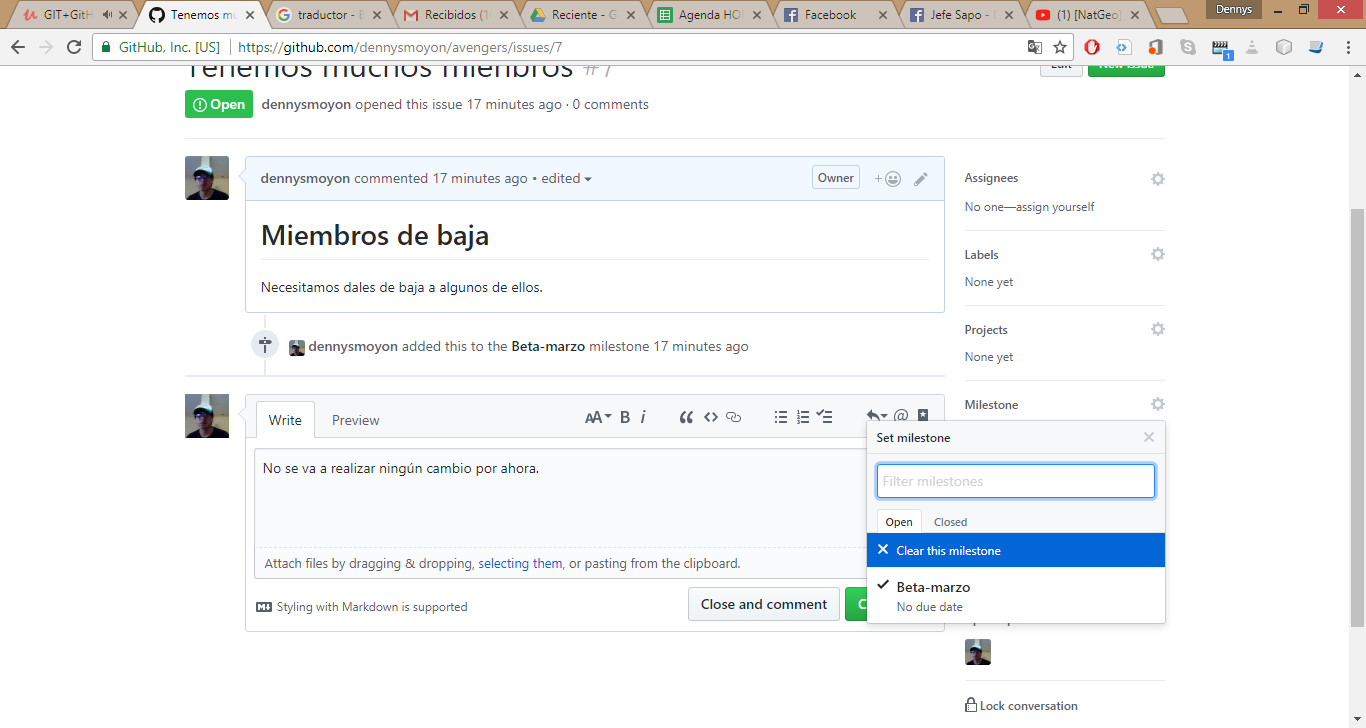 GIT+GitH
Tenemos mu
traductor - B
Recibidos (1
Reciente - G
Agenda HO
Facebook
Jefe Sapo -
(1) [NatGeo]
Dennys
GitHub, Inc. [US] https://github.com/dennysmoyon/avengers/issues/7
1
Tenemos muchos mienbros #7
Edit New issue
Open dennysmoyon opened this issue 17 minutes ago · 0 comments
dennysmoyon commented 17 minutes ago • edited
Owner
Miembros de baja
Necesitamos dales de baja a algunos de ellos.
dennysmoyon added this to the Beta-marzo milestone 17 minutes ago
Write Preview
AA B i
No se va a realizar ningún cambio por ahora.
Attach files by dragging & dropping, selecting them, or pasting from the clipboard.
Styling with Markdown is supported
Close and comment C
Assignees
No one—assign yourself
Labels
None yet
Projects
None yet
Milestone
Set milestone
Filter milestones
Open Closed
Clear this milestone
Beta-marzo
No due date
Lock conversation